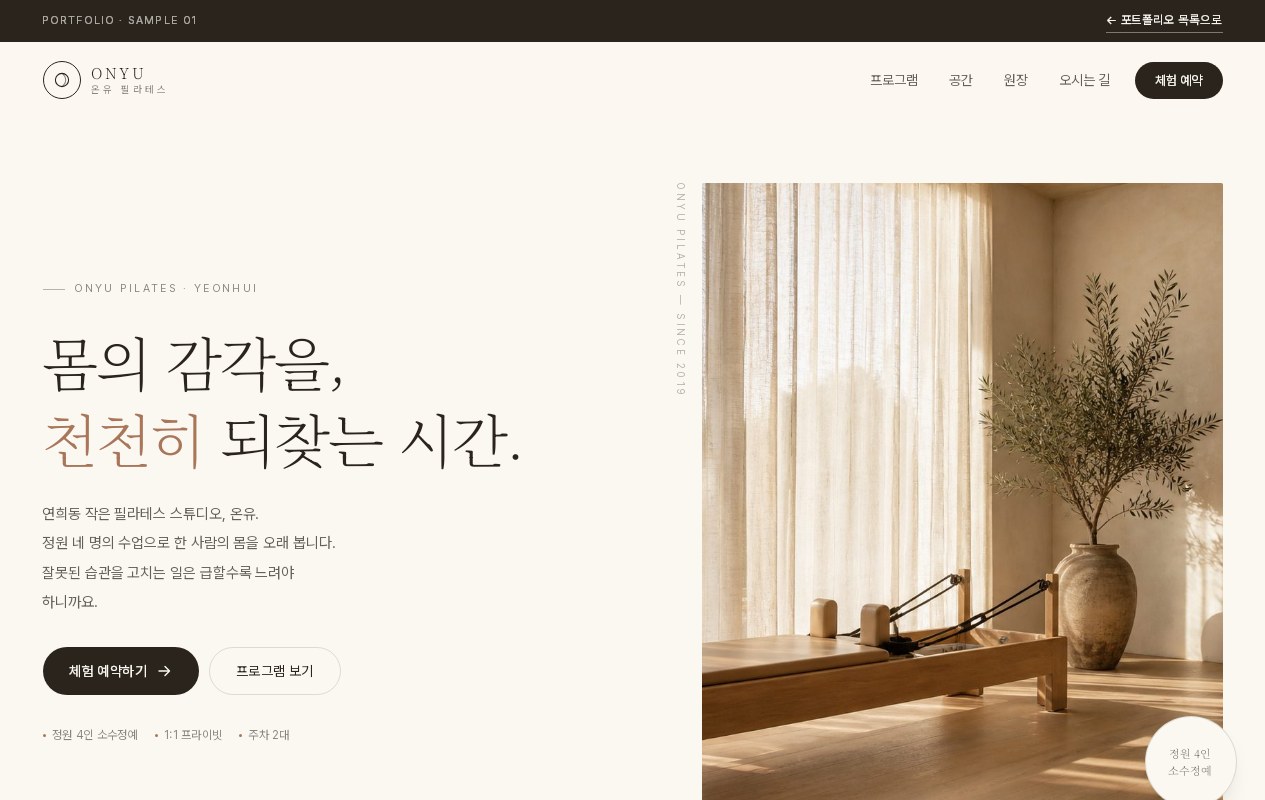 PORTFOLIO · SAMPLE 01
← 포트폴리오 목록으로
ONYU
온유 필라테스
프로그램
공간
원장
오시는 길
체험 예약
ONYU PILATES — SINCE 2019
ONYU PILATES · YEONHUI
몸의 감각을,
천천히 되찾는 시간.
연희동 작은 필라테스 스튜디오, 온유.
정원 네 명의 수업으로 한 사람의 몸을 오래 봅니다.
잘못된 습관을 고치는 일은 급할수록 느려야
하니까요.
체험 예약하기 →
프로그램 보기
• 정원 4인 소수정예
• 1:1 프라이빗
• 주차 2대
정원 4인
소수정예